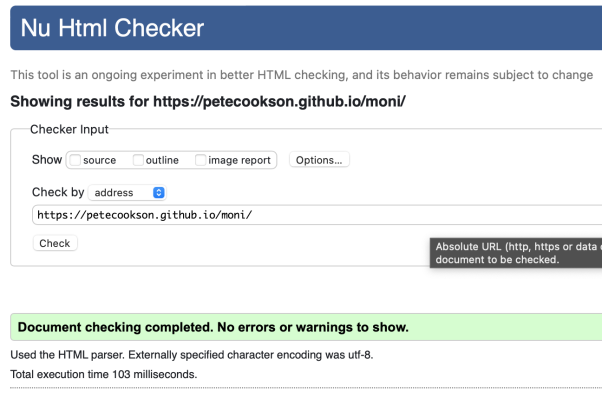 Nu Html Checker
This tool is an ongoing experiment in better HTML checking, and its behavior remains subject to change
Showing results for https://petecookson.github.io/moni/
Checker Input
Show source outline image report Options...
Check by address
https://petecookson.github.io/moni/
Check
Absolute URL (http, https or data
document to be checked.
Document checking completed. No errors or warnings to show.
Used the HTML parser. Externally specified character encoding was utf-8.
Total execution time 103 milliseconds.